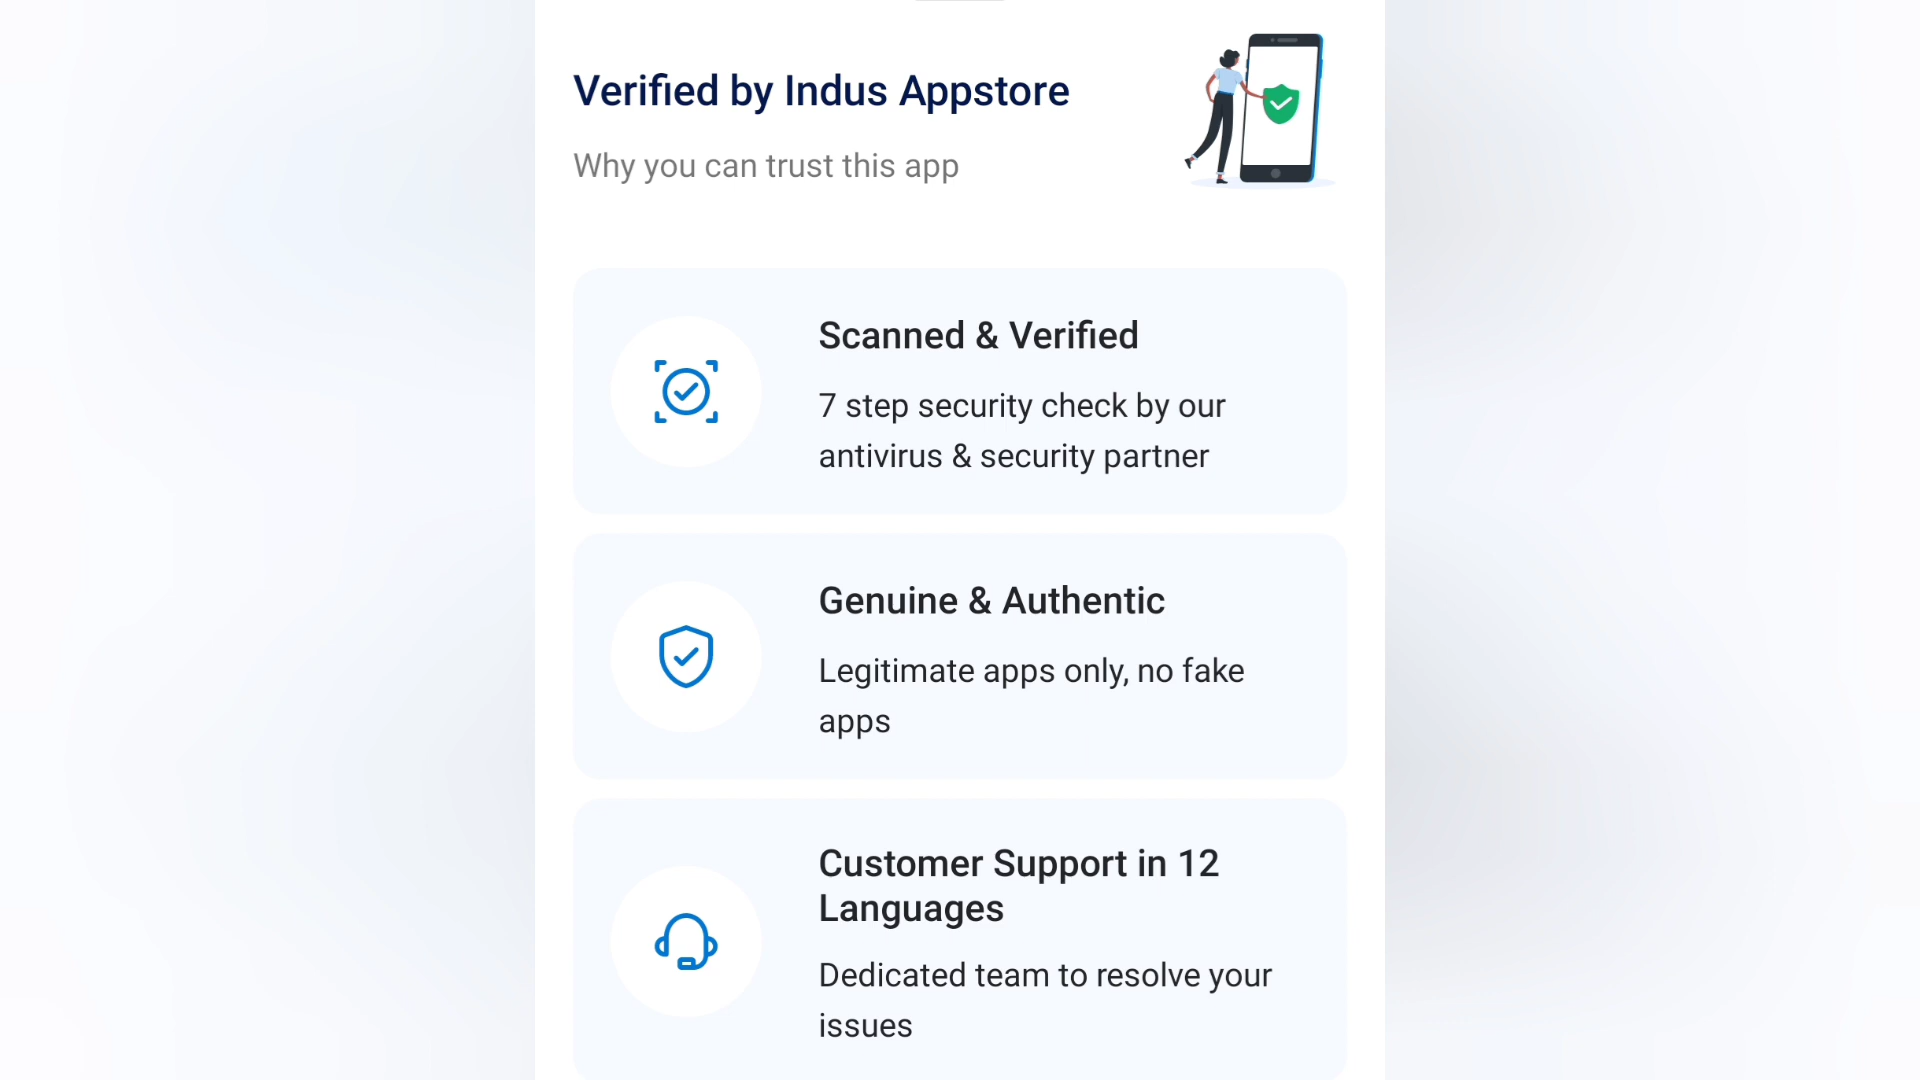 Verified by Indus Appstore
Why you can trust this app
Scanned & Verified
7 step security check by our
antivirus & security partner
Genuine & Authentic
Legitimate apps only, no fake
apps
Customer Support in 12
Languages
Dedicated team to resolve your
issues